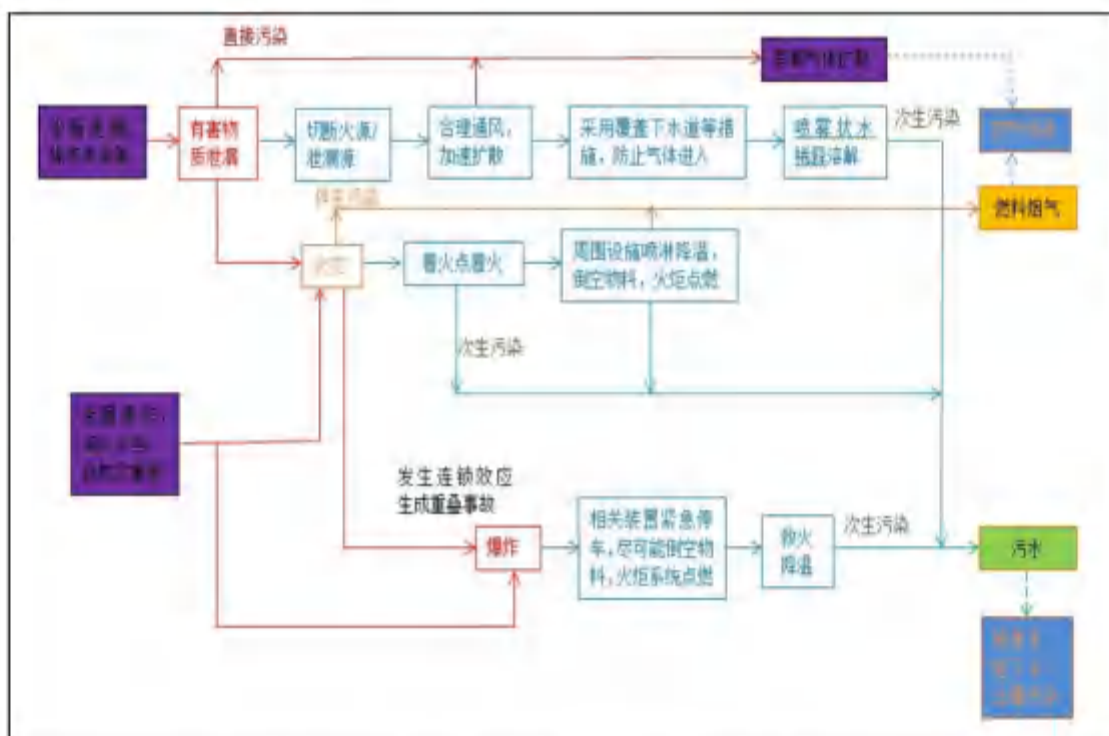 直接污染
有害物
质泄漏
切断火源/
泄漏源
合理通风,
加速扩散
采用覆盖下水道等措
施,防止气体进入
喷雾状水
稀释溶解
次生污染
伴生污染
燃料烟气
火灾
着火点着火
周围设施喷淋降温,
倒空物料,火炬点燃
次生污染
发生连锁效应
生成重叠事故
爆炸
相关装置紧急停
车,尽可能倒空物
料,火炬系统点燃
救火
降温
次生污染
污水